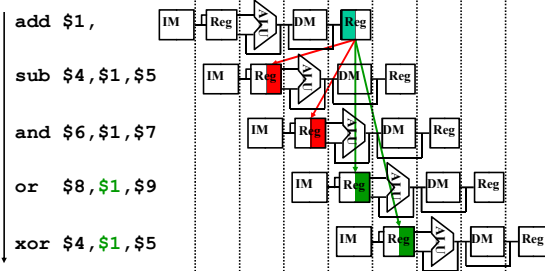 add $1, IM Reg ALU DM Reg
sub $4,$1,$5 IM Reg ALU DM Reg
and $6,$1,$7 IM Reg ALU DM Reg
or $8,$1,$9 IM Reg ALU DM Reg
xor $4,$1,$5 IM Reg ALU DM Reg